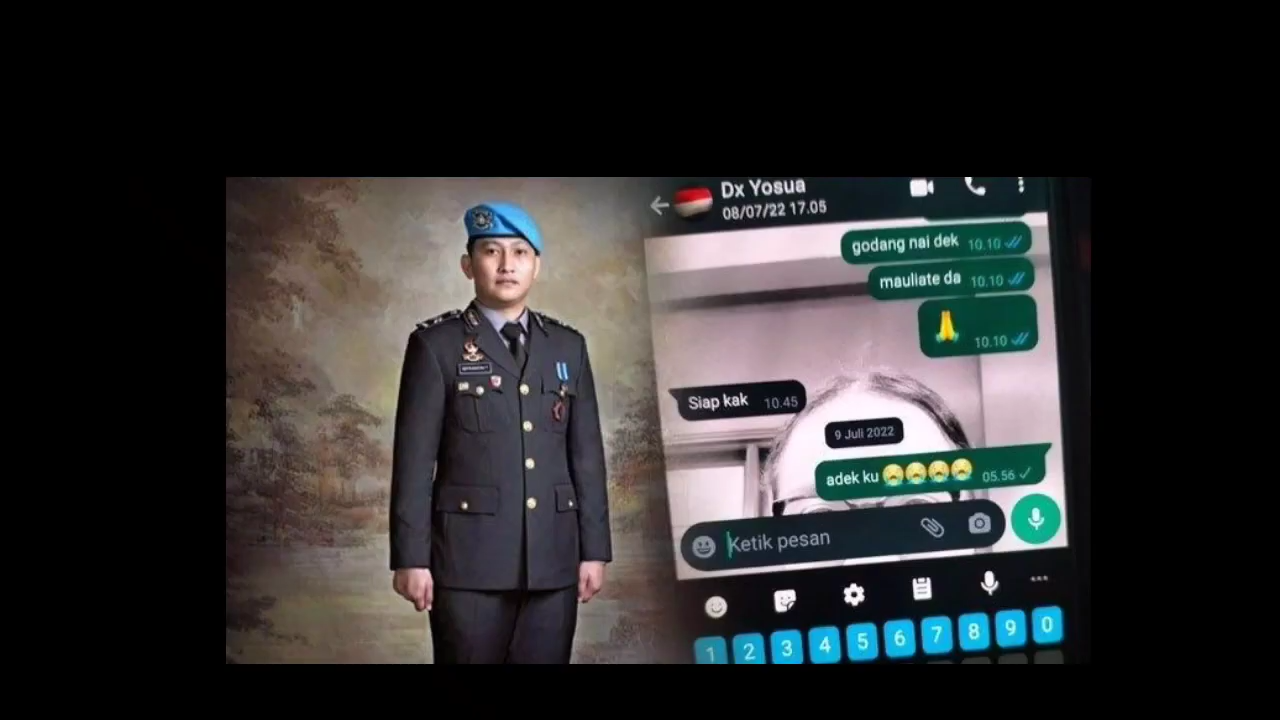 Dx Yosua
08/07/22 17.05
godang nai dek 10.10
mauliate da 10.10
10.10
Siap kak 10.45
9 Juli 2022
adek ku 😭😭😭😭 05.56
Ketik pesan
1 2 3 4 5 6 7 8 9 0